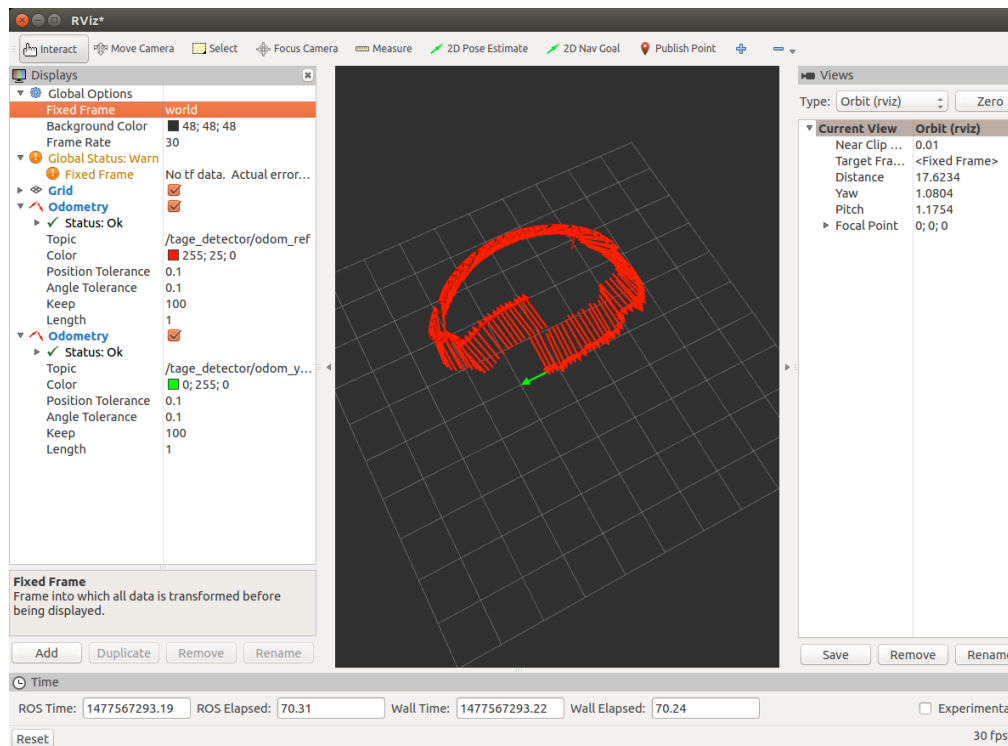 RViz*
Interact Move Camera Select Focus Camera Measure 2D Pose Estimate 2D Nav Goal Publish Point
Displays
Global Options
Fixed Frame world
Background Color 48; 48; 48
Frame Rate 30
Global Status: Warn
Fixed Frame No tf data. Actual error...
Grid
Odometry
Status: Ok
Topic /tage_detector/odom_ref
Color 255; 25; 0
Position Tolerance 0.1
Angle Tolerance 0.1
Keep 100
Length 1
Odometry
Status: Ok
Topic /tage_detector/odom_y...
Color 0; 255; 0
Position Tolerance 0.1
Angle Tolerance 0.1
Keep 100
Length 1
Fixed Frame
Frame into which all data is transformed before
being displayed.
Add Duplicate Remove Rename
Views
Type: Orbit (rviz) Zero
Current View Orbit (rviz)
Near Clip ... 0.01
Target Fra... <Fixed Frame>
Distance 17.6234
Yaw 1.0804
Pitch 1.1754
Focal Point 0; 0; 0
Save Remove Rename
Time
ROS Time: 1477567293.19 ROS Elapsed: 70.31 Wall Time: 1477567293.22 Wall Elapsed: 70.24 Experimenta
Reset 30 fps